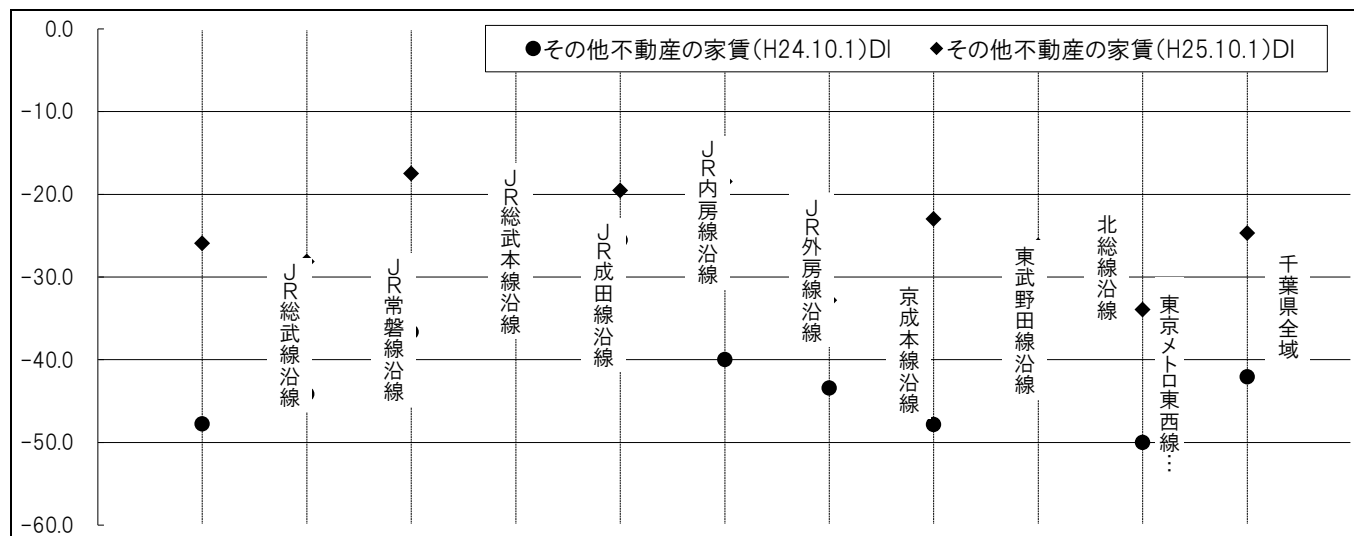 0.0
●その他不動産の家賃(H24.10.1)DI ◆その他不動産の家賃(H25.10.1)DI
-10.0
-20.0
-30.0
-40.0
-50.0
-60.0
JR総武線沿線
JR常磐線沿線
JR総武本線沿線
JR成田線沿線
JR内房線沿線
JR外房線沿線
京成本線沿線
東武野田線沿線
北総線沿線
東京メトロ東西線…
千葉県全域